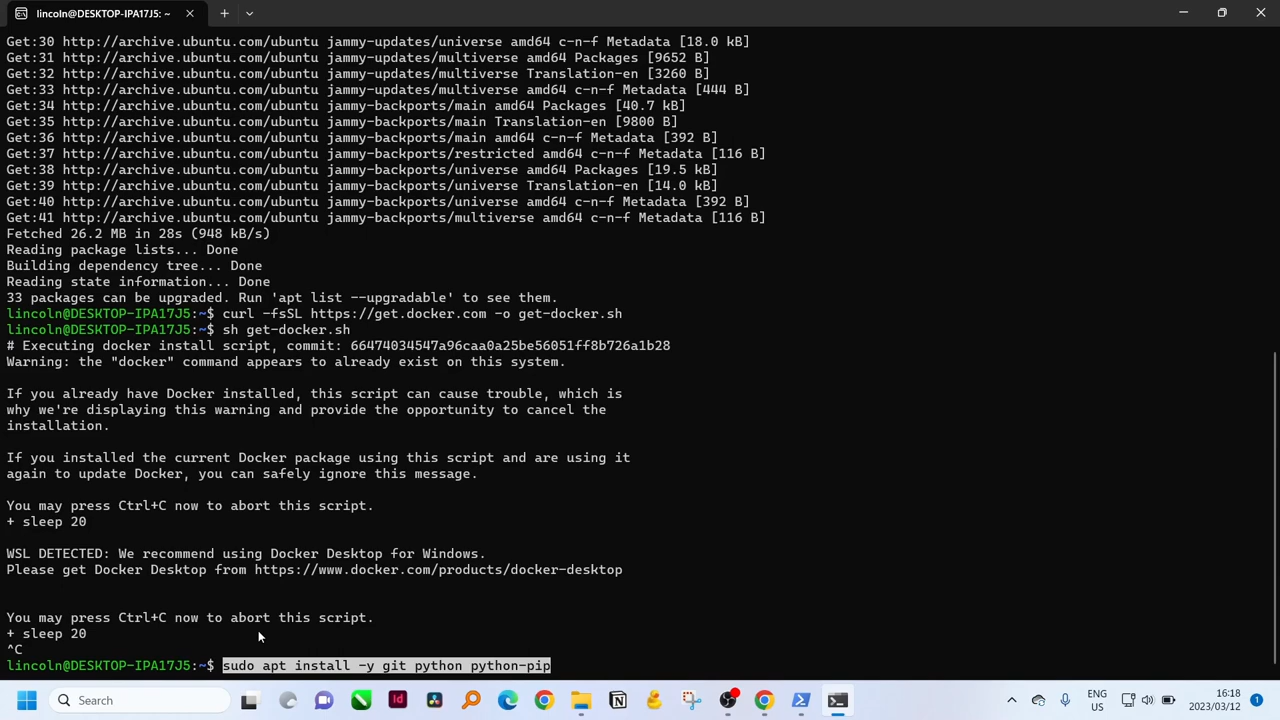 lincoln@DESKTOP-IPA17J5: ~
Get:30 http://archive.ubuntu.com/ubuntu jammy-updates/universe amd64 c-n-f Metadata [18.0 kB]
Get:31 http://archive.ubuntu.com/ubuntu jammy-updates/multiverse amd64 Packages [9652 B]
Get:32 http://archive.ubuntu.com/ubuntu jammy-updates/multiverse Translation-en [3260 B]
Get:33 http://archive.ubuntu.com/ubuntu jammy-updates/multiverse amd64 c-n-f Metadata [444 B]
Get:34 http://archive.ubuntu.com/ubuntu jammy-backports/main amd64 Packages [40.7 kB]
Get:35 http://archive.ubuntu.com/ubuntu jammy-backports/main Translation-en [9800 B]
Get:36 http://archive.ubuntu.com/ubuntu jammy-backports/main amd64 c-n-f Metadata [392 B]
Get:37 http://archive.ubuntu.com/ubuntu jammy-backports/restricted amd64 c-n-f Metadata [116 B]
Get:38 http://archive.ubuntu.com/ubuntu jammy-backports/universe amd64 Packages [19.5 kB]
Get:39 http://archive.ubuntu.com/ubuntu jammy-backports/universe Translation-en [14.0 kB]
Get:40 http://archive.ubuntu.com/ubuntu jammy-backports/universe amd64 c-n-f Metadata [392 B]
Get:41 http://archive.ubuntu.com/ubuntu jammy-backports/multiverse amd64 c-n-f Metadata [116 B]
Fetched 26.2 MB in 28s (948 kB/s)
Reading package lists... Done
Building dependency tree... Done
Reading state information... Done
33 packages can be upgraded. Run 'apt list --upgradable' to see them.
lincoln@DESKTOP-IPA17J5:~$ curl -fsSL https://get.docker.com -o get-docker.sh
lincoln@DESKTOP-IPA17J5:~$ sh get-docker.sh
# Executing docker install script, commit: 66474034547a96caa0a25be56051ff8b726a1b28
Warning: the "docker" command appears to already exist on this system.
If you already have Docker installed, this script can cause trouble, which is
why we're displaying this warning and provide the opportunity to cancel the
installation.
If you installed the current Docker package using this script and are using it
again to update Docker, you can safely ignore this message.
You may press Ctrl+C now to abort this script.
+ sleep 20
WSL DETECTED: We recommend using Docker Desktop for Windows.
Please get Docker Desktop from https://www.docker.com/products/docker-desktop
You may press Ctrl+C now to abort this script.
+ sleep 20
^C
lincoln@DESKTOP-IPA17J5:~$ sudo apt install -y git python python-pip
Search
Id
ENG
US
16:18
2023/03/12
1